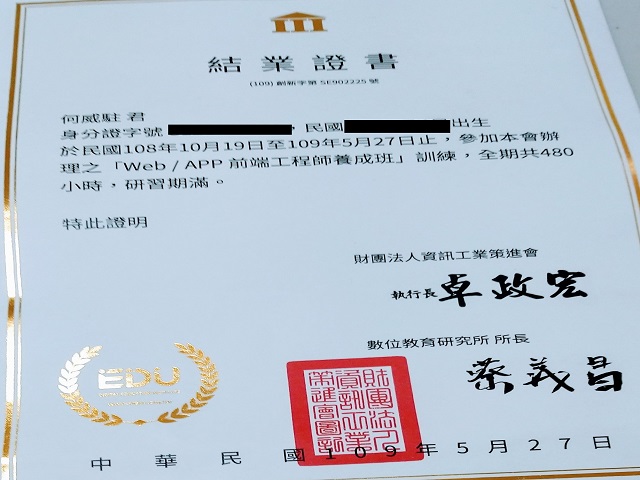 結業證書
(109) 創新字第 SE902225 號
何威駐 君
身分證字號 ，民國 出生
於民國108年10月19日至109年5月27日止，參加本會辦
理之「Web / APP 前端工程師養成班」訓練，全期共480
小時，研習期滿。
特此證明
財團法人資訊工業策進會
執行長 卓政宏
數位教育研究所 所長
蔡義昌
EDU
財團法人
資訊工業
策進會圖記
中華民國109年5月27日